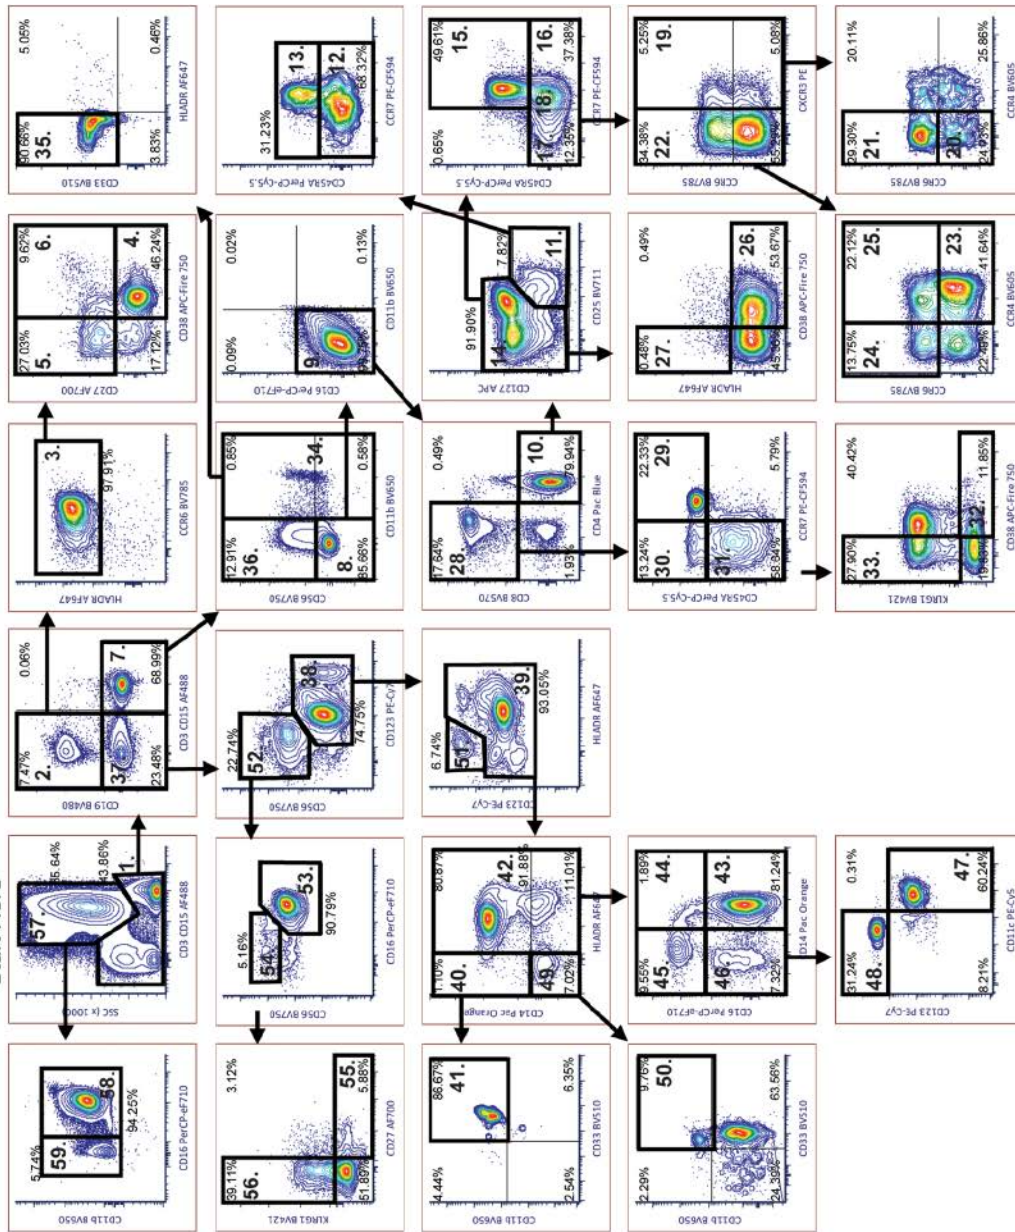 57.
35.64%
43.86%
1.
SSC (x 1000)
CD3 CD15 AF488
7.47%
0.06%
2.
7.
37.
68.99%
23.48%
CD19 BV480
CD3 CD15 AF488
3.
97.91%
HLADR AF647
CCR6 BV785
27.03%
9.62%
5.
6.
4.
17.12%
46.24%
CD27 AF700
CD38 APC-Fire 750
90.66%
5.05%
35.
3.83%
0.46%
CD33 BV510
HLADR AF647
5.74%
59.
58.
94.25%
CD11b BV650
CD16 PerCP-eF710
5.16%
54.
53.
90.79%
CD56 BV750
CD16 PerCP-eF710
22.74%
52.
38.
74.75%
CD56 BV750
CD123 PE-Cy7
12.91%
0.85%
36.
34.
8.
85.66%
0.58%
CD56 BV750
CD11b BV650
0.09%
0.02%
9.
0.13%
CD16 PerCP-eF710
CD11b BV650
31.23%
13.
12.
68.32%
CD45RA PerCP-Cy5.5
CCR7 PE-CF594
39.11%
3.12%
56.
55.
51.89%
5.88%
KLRG1 BV421
CD27 AF700
1.10%
80.87%
40.
42.
91.88%
49.
7.02%
11.01%
CD14 Pac Orange
HLADR AF647
6.74%
51.
39.
93.05%
CD123 PE-Cy7
HLADR AF647
17.64%
0.49%
28.
10.
1.93%
79.94%
CD8 BV570
CD4 Pac Blue
91.90%
7.82%
14.
11.
CD127 APC
CD25 BV711
0.65%
49.61%
15.
16.
17.
18.
12.35%
37.38%
CD45RA PerCP-Cy5.5
CCR7 PE-CF594
4.44%
86.67%
41.
2.54%
6.35%
CD11b BV650
CD33 BV510
9.55%
1.89%
45.
44.
46.
43.
7.32%
81.24%
CD16 PerCP-eF710
CD14 Pac Orange
13.24%
22.33%
30.
29.
31.
58.64%
5.79%
CD45RA PerCP-Cy5.5
CCR7 PE-CF594
0.48%
0.49%
27.
26.
53.67%
HLADR AF647
CD38 APC-Fire 750
34.38%
5.25%
22.
19.
55.29%
5.08%
CCR6 BV785
CXCR3 PE
2.29%
9.76%
50.
24.39%
63.56%
CD11b BV650
CD33 BV510
31.24%
0.31%
48.
47.
8.21%
60.24%
CD123 PE-Cy7
CD11c PE-Cy5
27.90%
40.42%
33.
32.
11.85%
KLRG1 BV421
CD38 APC-Fire 750
13.75%
22.12%
24.
25.
23.
22.49%
41.64%
CCR6 BV785
CCR4 BV605
29.30%
20.11%
21.
20.
24.93%
25.86%
CCR6 BV785
CCR4 BV605